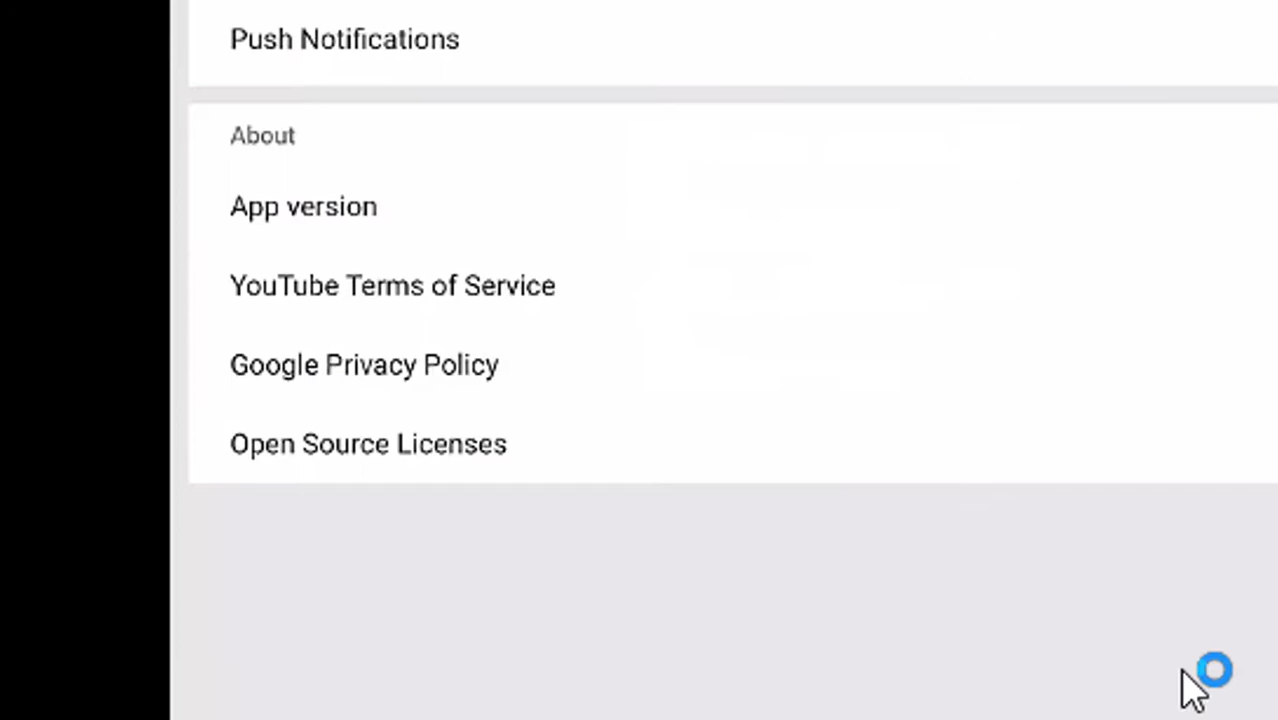 Push Notifications
About
App version
YouTube Terms of Service
Google Privacy Policy
Open Source Licenses